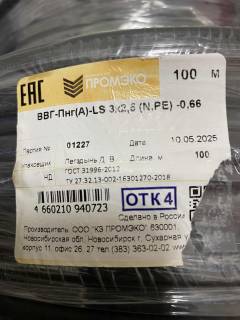 EAC
ПРОМЭКО
100 м
ВВГ-Пнг(А)-LS 3х2,5 (N,PE) -0,66
Партия № 01227 Дата 10.05.2025
Упаковщик Легздынь Д. В. Длина, м 100
НД ГОСТ 31996-2012
ТУ 27.32.13-002-16301270-2018
ОТК 4
4 660210 940723
Сделано в России
Производитель: ООО "КЗ ПРОМЭКО" 630001,
Новосибирская обл, Новосибирск г, Сухарная у
корпус 11, офис 26, 27 тел (383) 363-02-02 www